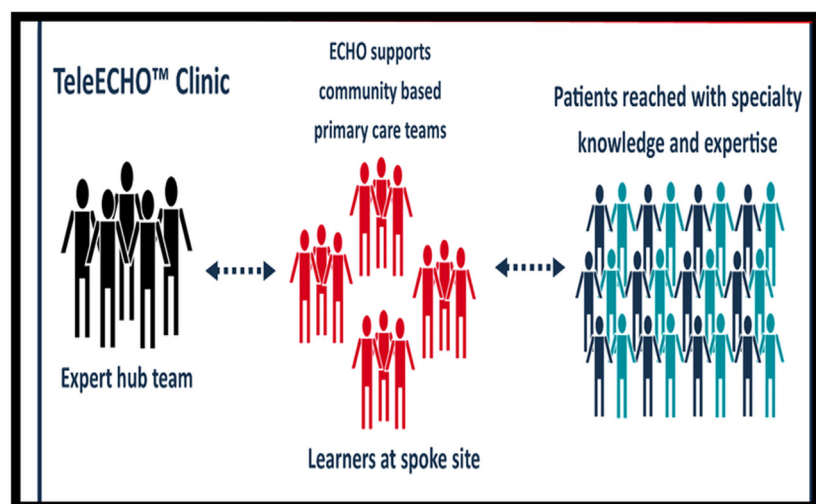 TeleECHO™ Clinic
ECHO supports
community based
primary care teams
Patients reached with specialty
knowledge and expertise
Expert hub team
Learners at spoke site